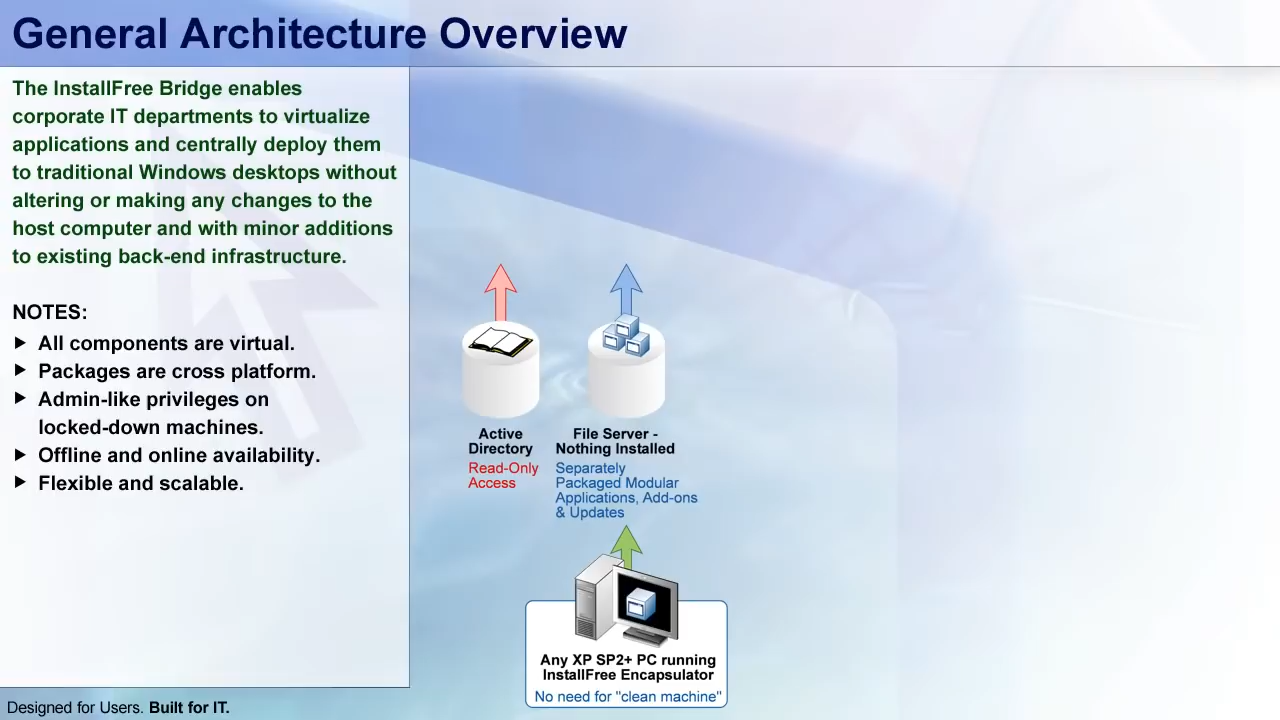 General Architecture Overview
The InstallFree Bridge enables
corporate IT departments to virtualize
applications and centrally deploy them
to traditional Windows desktops without
altering or making any changes to the
host computer and with minor additions
to existing back-end infrastructure.
NOTES:
All components are virtual.
Packages are cross platform.
Admin-like privileges on
locked-down machines.
Offline and online availability.
Flexible and scalable.
Active
Directory
Read-Only
Access
File Server -
Nothing Installed
Separately
Packaged Modular
Applications, Add-ons
& Updates
Any XP SP2+ PC running
InstallFree Encapsulator
No need for "clean machine"
Designed for Users. Built for IT.